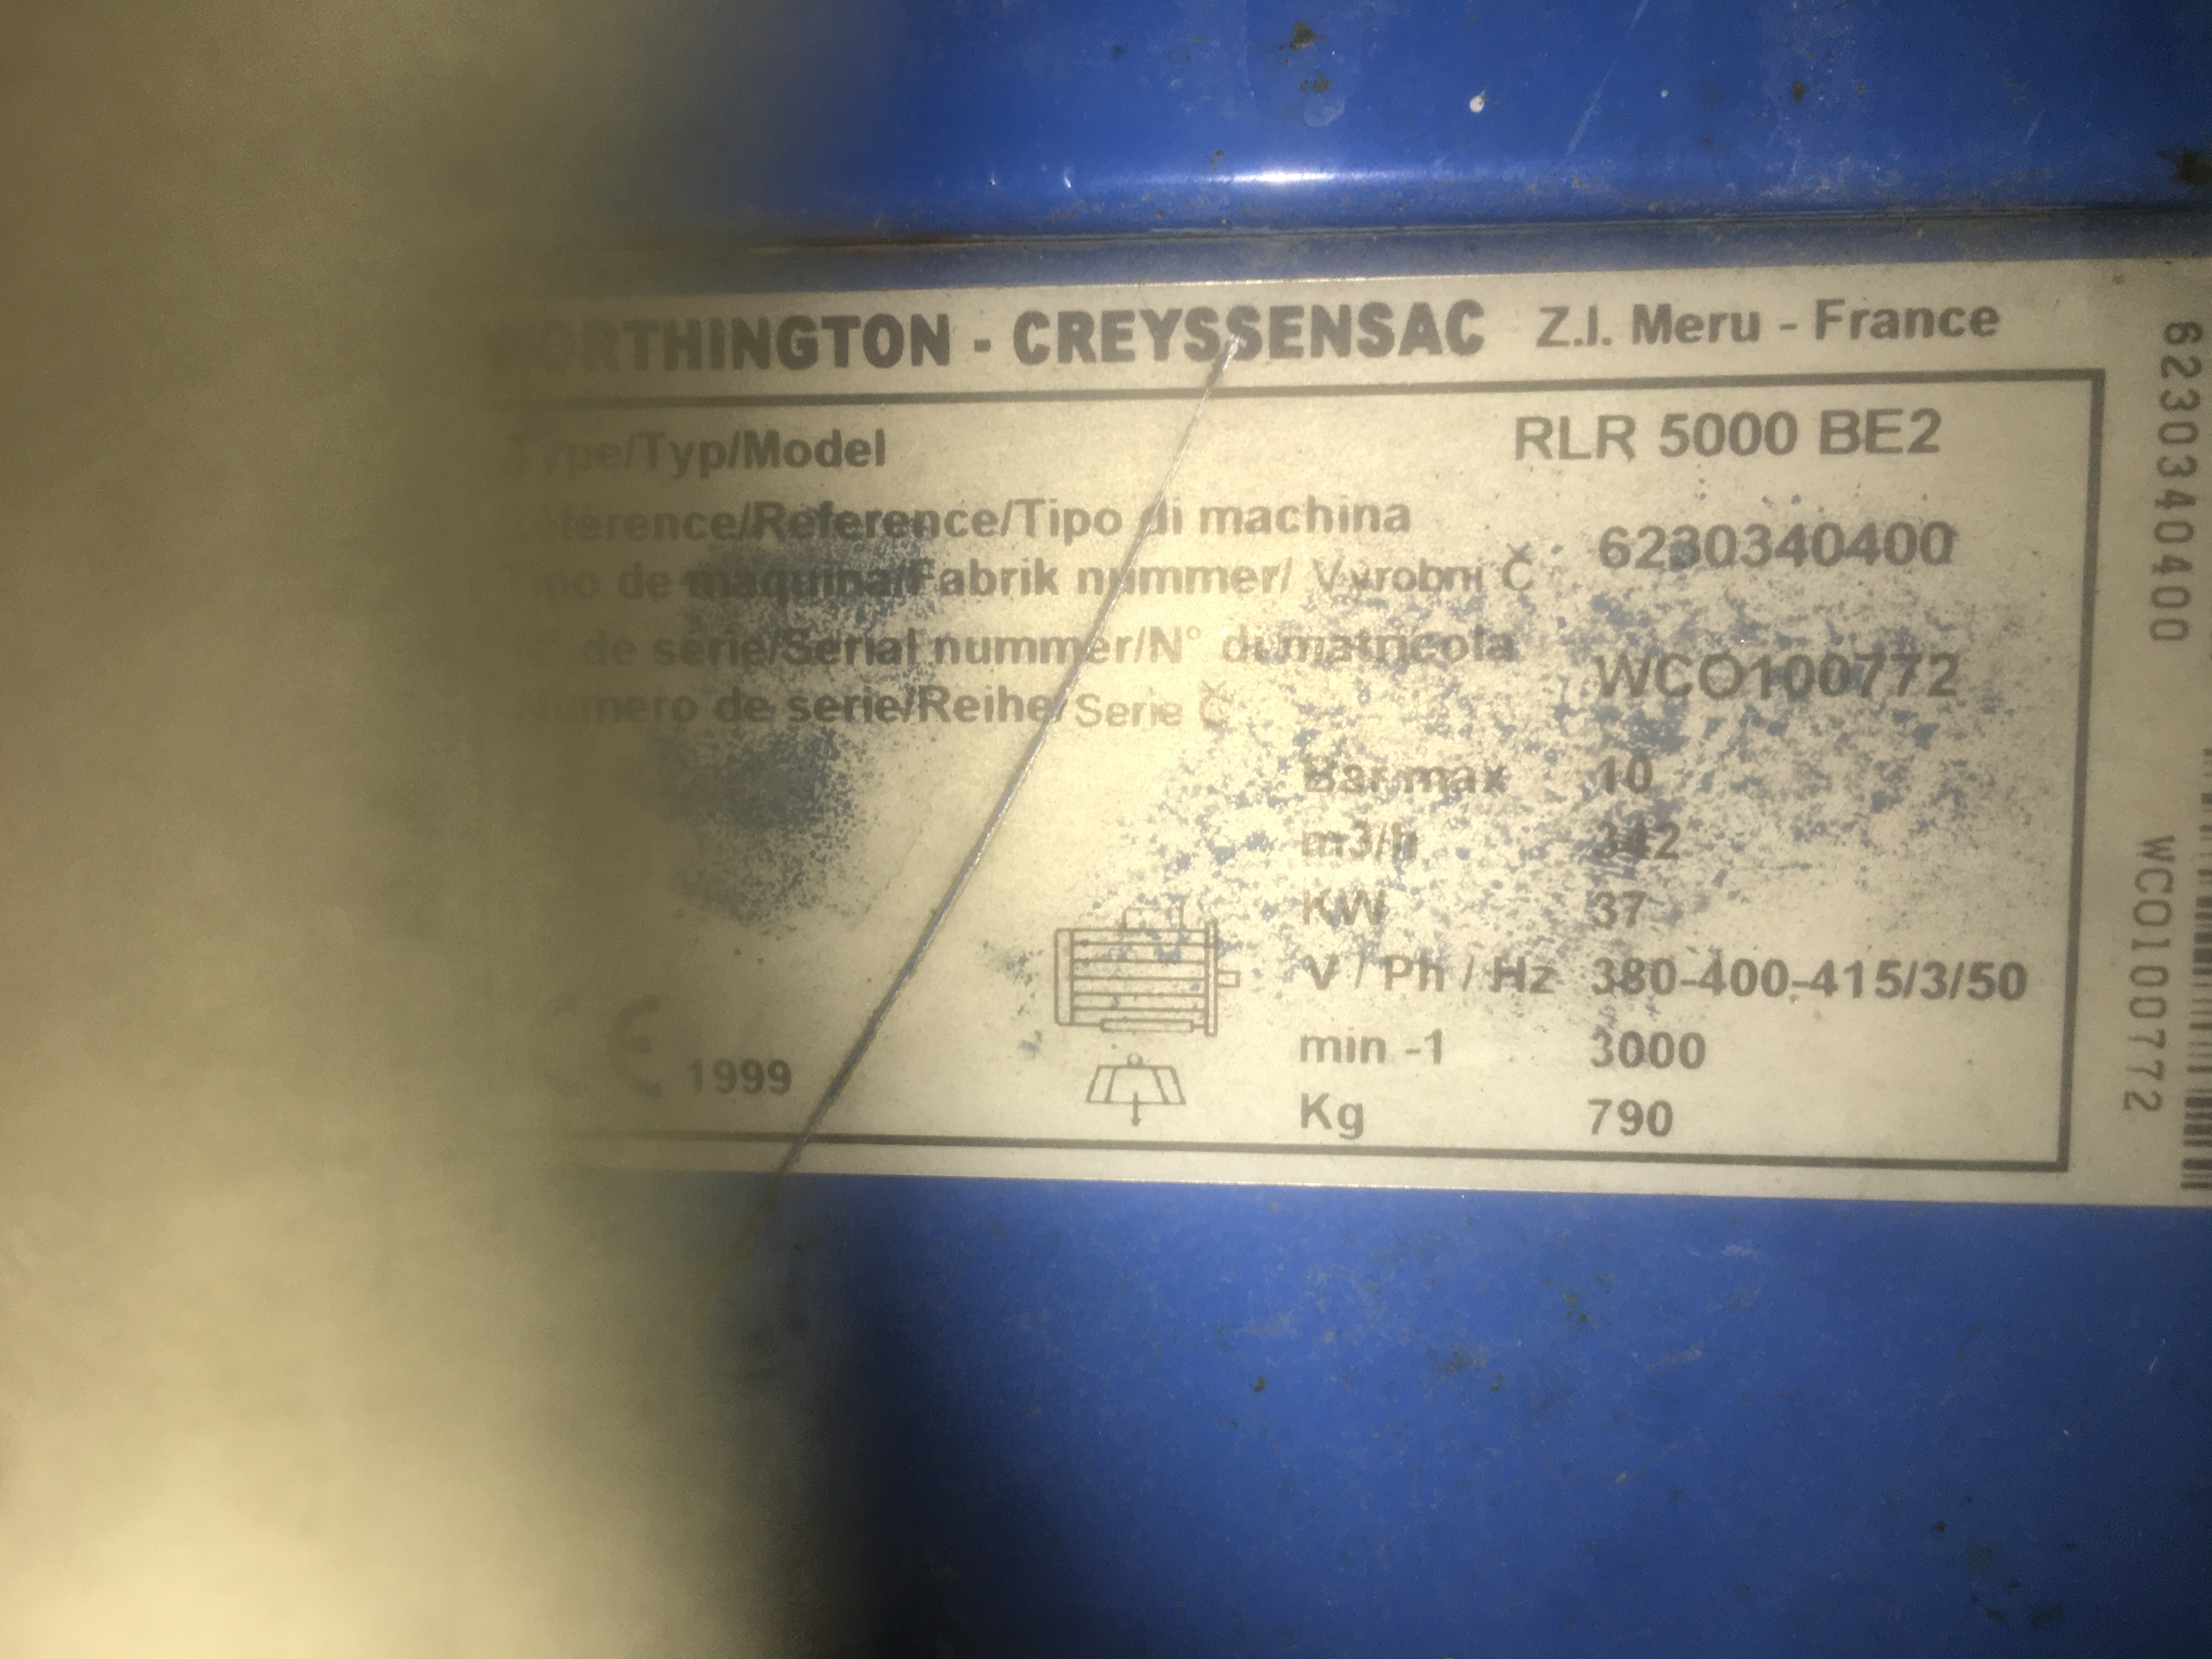 WORTHINGTON - CREYSSENSAC Z.I. Meru - France
Type/Typ/Model RLR 5000 BE2
Reference/Reference/Tipo di machina 6230340400
Tipo de maquina/Fabrik nummer/ Vyrobni Č
N° de serie/Serial nummer/N° di matricola WCO100772
Numero de serie/Reihe/Serie Č
Bar max 10
m3/h 342
KW 37
V / Ph / Hz 380-400-415/3/50
min -1 3000
Kg 790
CE 1999
6230340400
WCO100772